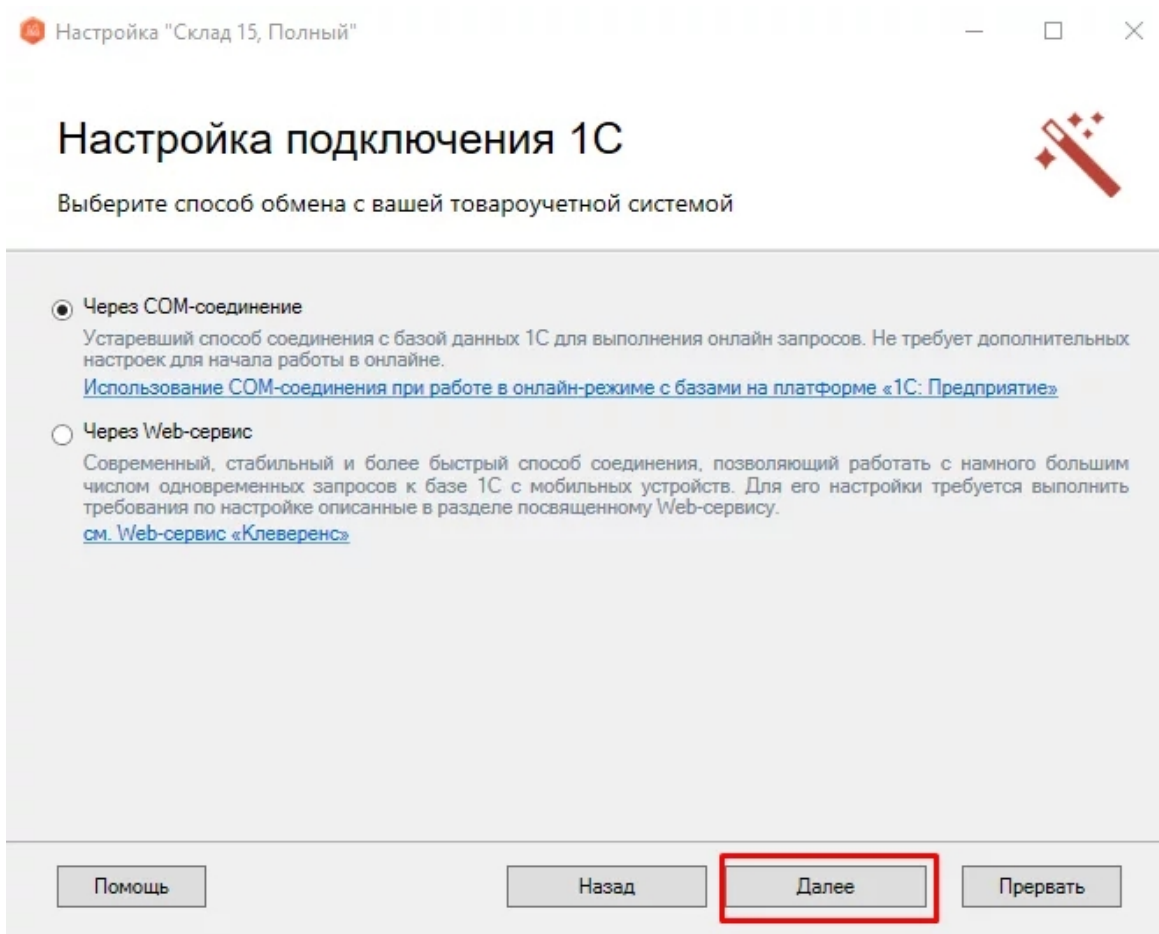 Настройка "Склад 15, Полный"
Настройка подключения 1С
Выберите способ обмена с вашей товароучетной системой
Через COM-соединение
Устаревший способ соединения с базой данных 1С для выполнения онлайн запросов. Не требует дополнительных
настроек для начала работы в онлайне.
Использование COM-соединения при работе в онлайн-режиме с базами на платформе «1С: Предприятие»
Через Web-сервис
Современный, стабильный и более быстрый способ соединения, позволяющий работать с намного большим
числом одновременных запросов к базе 1С с мобильных устройств. Для его настройки требуется выполнить
требования по настройке описанные в разделе посвященному Web-сервису.
см. Web-сервис «Клеверенс»
Помощь
Назад
Далее
Прервать